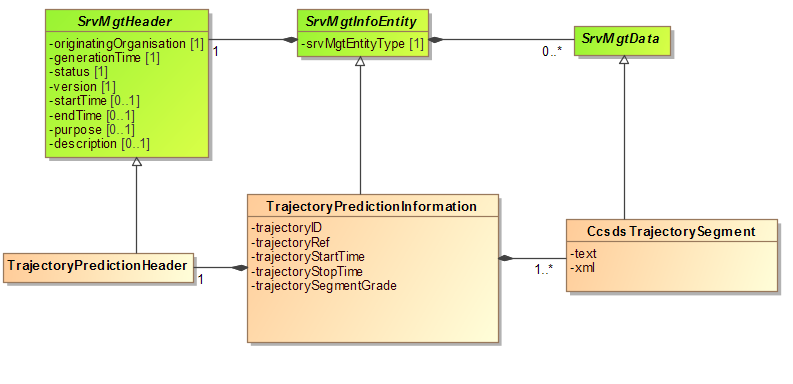 SrvMgtHeader
-originatingOrganisation [1]
-generationTime [1]
-status [1]
-version [1]
-startTime [0..1]
-endTime [0..1]
-purpose [0..1]
-description [0..1]
1
SrvMgtInfoEntity
-srvMgtEntityType [1]
0..*
SrvMgtData
TrajectoryPredictionHeader
1
TrajectoryPredictionInformation
-trajectoryID
-trajectoryRef
-trajectoryStartTime
-trajectoryStopTime
-trajectorySegmentGrade
1..*
CcsdsTrajectorySegment
-text
-xml